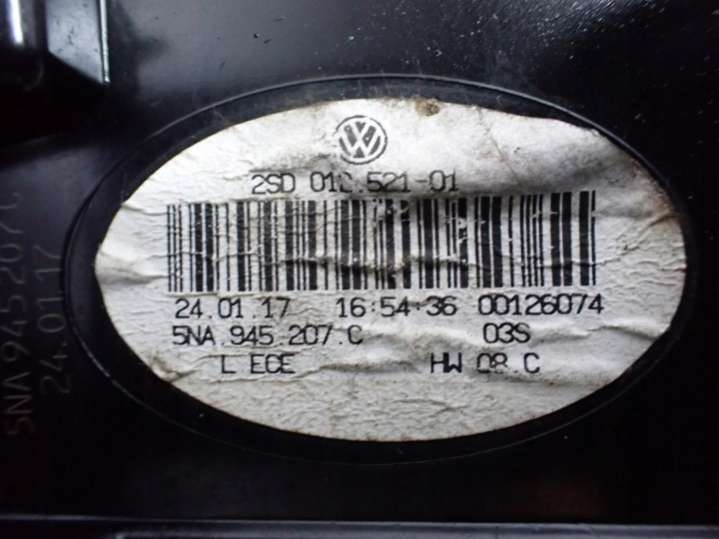 2SD 012.521-01
24.01.17 16:54:36 00126074
5NA.945.207.C 03S
L ECE HW 08.C
5NA 945 207 C
24.01.17